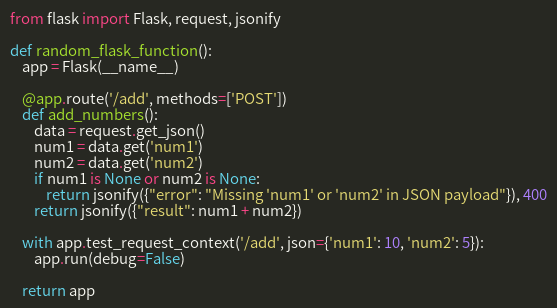 from flask import Flask, request, jsonify

def random_flask_function():
    app = Flask(__name__)

    @app.route('/add', methods=['POST'])
    def add_numbers():
        data = request.get_json()
        num1 = data.get('num1')
        num2 = data.get('num2')
        if num1 is None or num2 is None:
            return jsonify({"error": "Missing 'num1' or 'num2' in JSON payload"}), 400
        return jsonify({"result": num1 + num2})

    with app.test_request_context('/add', json={'num1': 10, 'num2': 5}):
        app.run(debug=False)

    return app